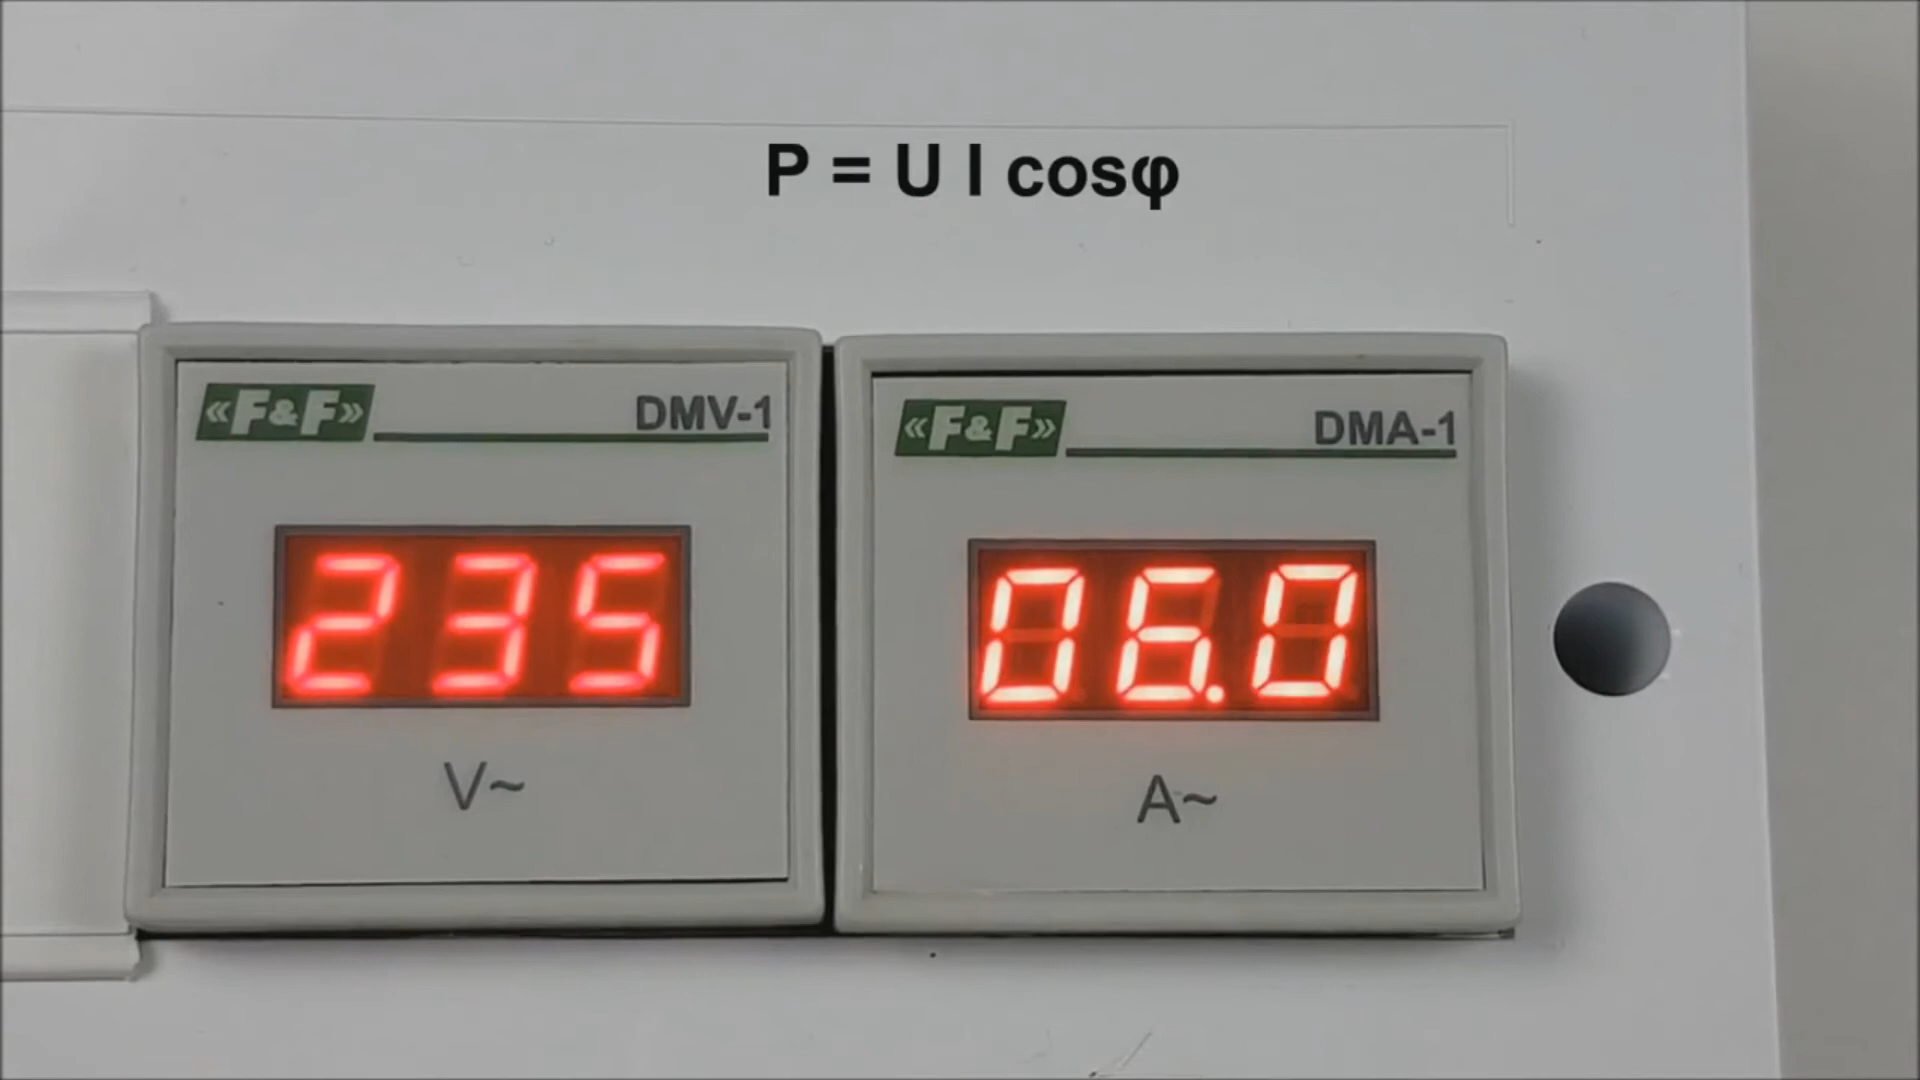 P = U I cosφ
«F&F» DMV-1
235
V~
«F&F» DMA-1
06.0
A~